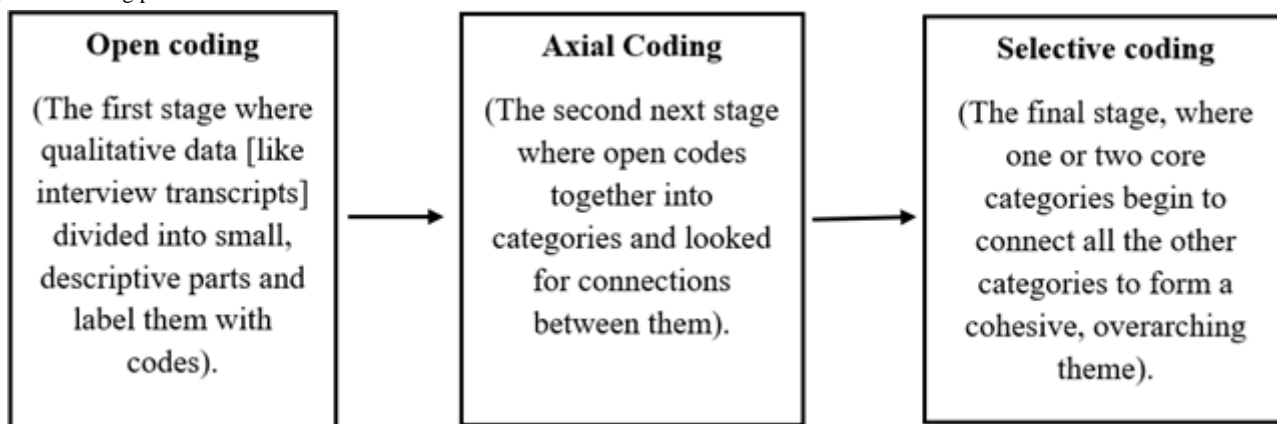 Open coding
(The first stage where
qualitative data [like
interview transcripts]
divided into small,
descriptive parts and
label them with
codes).
Axial Coding
(The second next stage
where open codes
together into
categories and looked
for connections
between them).
Selective coding
(The final stage, where
one or two core
categories begin to
connect all the other
categories to form a
cohesive, overarching
theme).